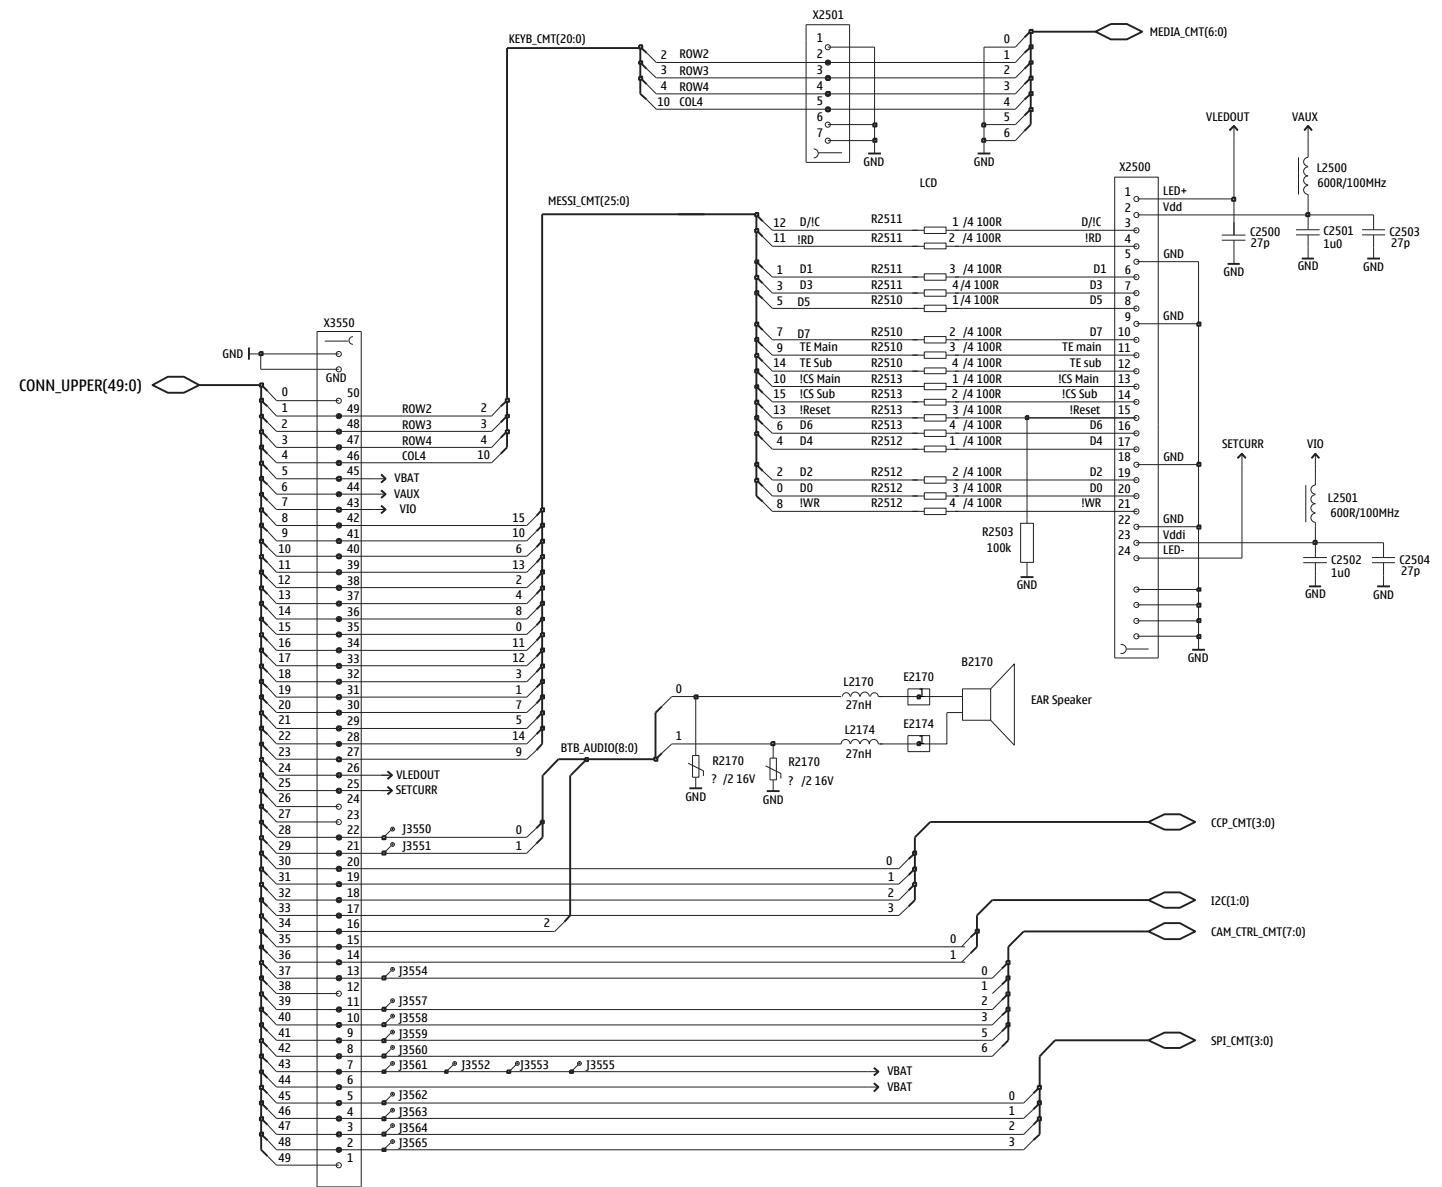 X2501
KEYB_CMT(20:0)
MEDIA_CMT(6:0)
1
2
3
4
5
6
7
2 ROW2
3 ROW3
4 ROW4
10 COL4
0
1
2
3
4
5
6
GND
GND
LCD
VLEDOUT
VAUX
L2500
600R/100MHz
X2500
MESSI_CMT(25:0)
12 D/!C R2511 1 /4 100R D/!C
11 !RD R2511 2 /4 100R !RD
1 D1 R2511 3 /4 100R D1
3 D3 R2511 4/4 100R D3
5 D5 R2510 1/4 100R D5
7 D7 R2510 2 /4 100R D7
9 TE Main R2510 3 /4 100R TE main
14 TE Sub R2510 4 /4 100R TE sub
10 !CS Main R2513 1 /4 100R !CS Main
15 !CS Sub R2513 2 /4 100R !CS Sub
13 !Reset R2513 3 /4 100R !Reset
6 D6 R2513 4 /4 100R D6
4 D4 R2512 1 /4 100R D4
2 D2 R2512 2 /4 100R D2
0 D0 R2512 3 /4 100R D0
8 !WR R2512 4 /4 100R !WR
1 LED+
2 Vdd
3
4
5 GND
6
7
8
9 GND
10
11
12
13
14
15
16
17
18 GND
19
20
21
22 GND
23 Vddi
24 LED-
GND
C2500
27p
GND
C2501
1u0
GND
C2503
27p
GND
SETCURR
VIO
L2501
600R/100MHz
C2502
1u0
GND
C2504
27p
GND
R2503
100k
GND
X3550
GND
GND
CONN_UPPER(49:0)
0 50
1 49 ROW2 2
2 48 ROW3 3
3 47 ROW4 4
4 46 COL4 10
5 45 VBAT
6 44 VAUX
7 43 VIO
8 42 15
9 41 10
10 40 6
11 39 13
12 38 2
13 37 4
14 36 8
15 35 0
16 34 11
17 33 12
18 32 3
19 31 1
20 30 7
21 29 5
22 28 14
23 27 9
24 26 VLEDOUT
25 25 SETCURR
26 24
27 23
28 22 J3550 0
29 21 J3551 1
30 20 0
31 19 1
32 18 2
33 17 3
34 16 2
35 15 0
36 14 1
37 13 J3554 0
38 12 1
39 11 J3557 2
40 10 J3558 3
41 9 J3559 5
42 8 J3560 6
43 7 J3561 J3552 J3553 J3555 VBAT
44 6 VBAT
45 5 J3562 0
46 4 J3563 1
47 3 J3564 2
48 2 J3565 3
49 1
BTB_AUDIO(8:0)
0
1
R2170
? /2 16V
GND
R2170
? /2 16V
GND
L2170
27nH
E2170
1
L2174
27nH
E2174
1
B2170
EAR Speaker
CCP_CMT(3:0)
I2C(1:0)
CAM_CTRL_CMT(7:0)
SPI_CMT(3:0)